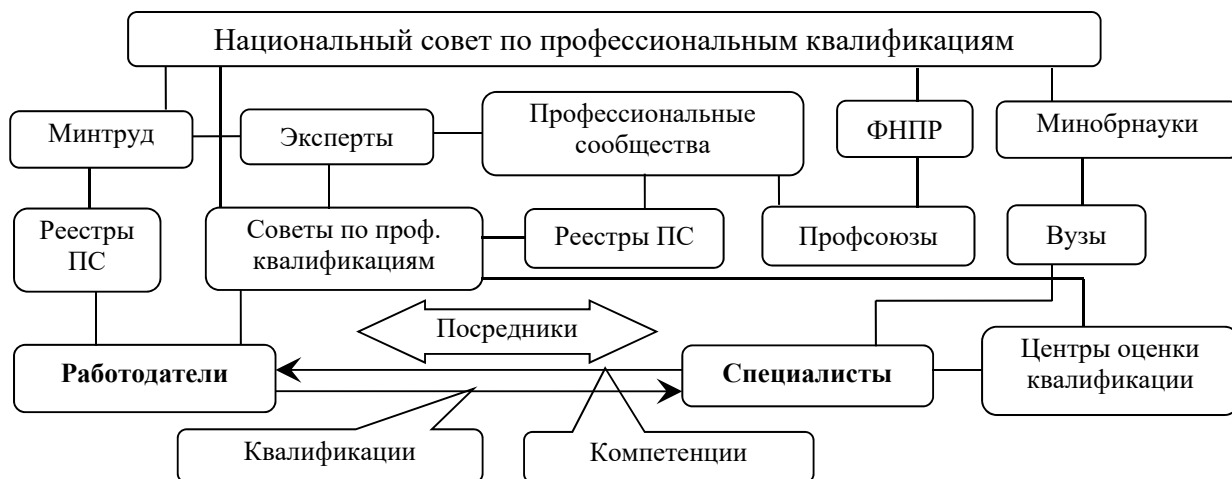 Национальный совет по профессиональным квалификациям
Минтруд
Эксперты
Профессиональные
сообщества
ФНПР
Минобрнауки
Реестры
ПС
Советы по проф.
квалификациям
Реестры ПС
Профсоюзы
Вузы
Посредники
Работодатели
Специалисты
Центры оценки
квалификации
Квалификации
Компетенции